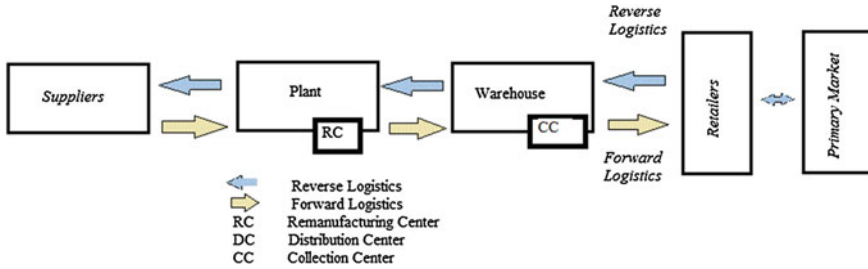 Reverse
Logistics
Suppliers
Plant
RC
Warehouse
CC
Retailers
Primary Market
Forward
Logistics
Reverse Logistics
Forward Logistics
RC Remanufacturing Center
DC Distribution Center
CC Collection Center